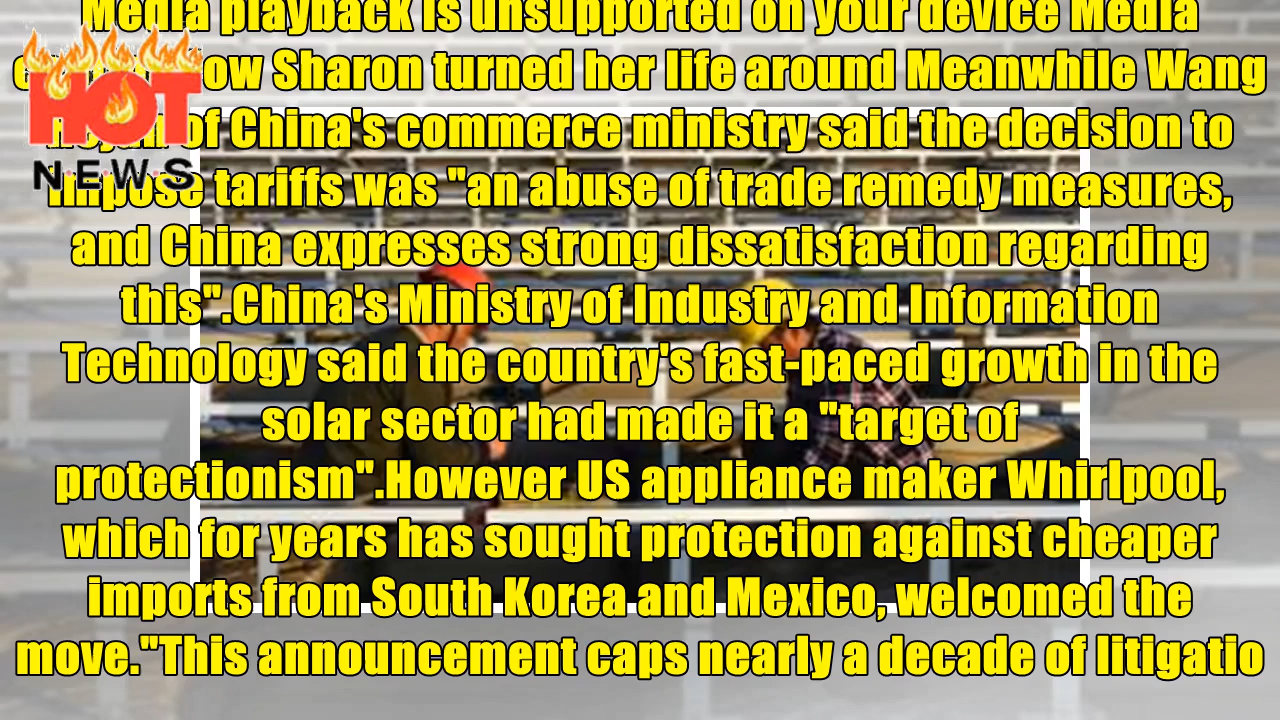 Media playback is unsupported on your device Media
HOT
NEWS
how Sharon turned her life around Meanwhile Wang
of China's commerce ministry said the decision to
impose tariffs was "an abuse of trade remedy measures,
and China expresses strong dissatisfaction regarding
this".China's Ministry of Industry and Information
Technology said the country's fast-paced growth in the
solar sector had made it a "target of
protectionism".However US appliance maker Whirlpool,
which for years has sought protection against cheaper
imports from South Korea and Mexico, welcomed the
move."This announcement caps nearly a decade of litigatio